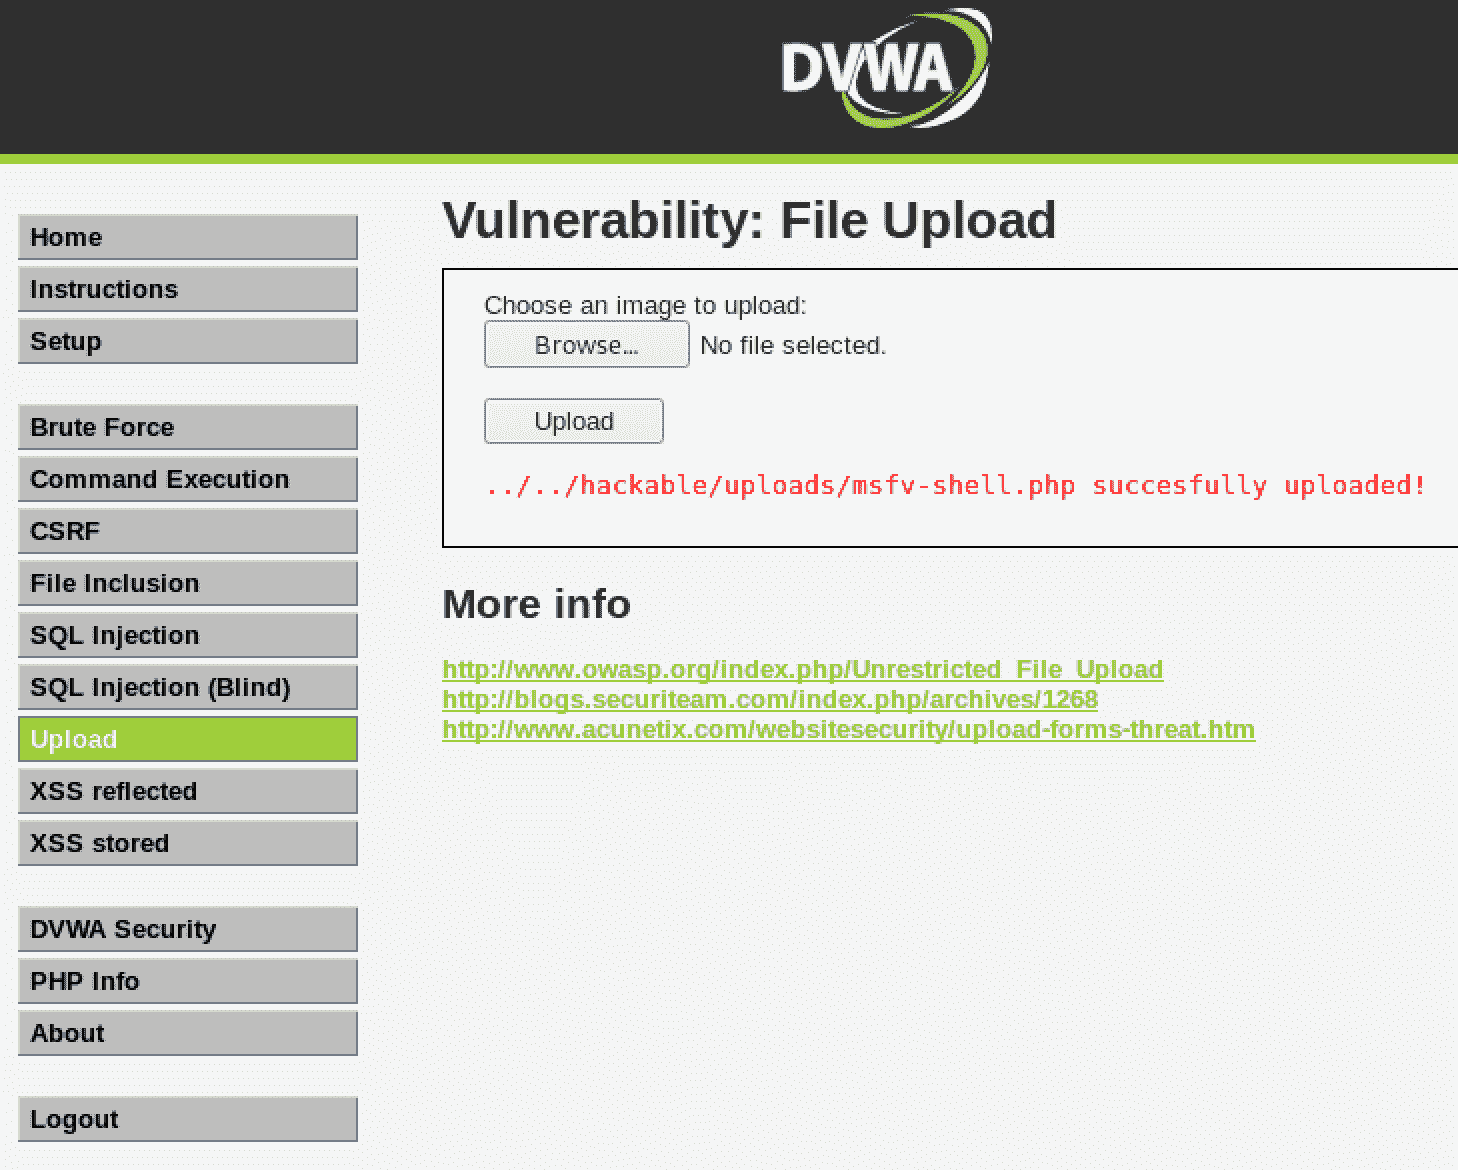 DVWA
Home
Instructions
Setup
Brute Force
Command Execution
CSRF
File Inclusion
SQL Injection
SQL Injection (Blind)
Upload
XSS reflected
XSS stored
DVWA Security
PHP Info
About
Logout
Vulnerability: File Upload
Choose an image to upload:
Browse... No file selected.
Upload
../../hackable/uploads/msfv-shell.php succesfully uploaded!
More info
http://www.owasp.org/index.php/Unrestricted_File_Upload
http://blogs.securiteam.com/index.php/archives/1268
http://www.acunetix.com/websitesecurity/upload-forms-threat.htm